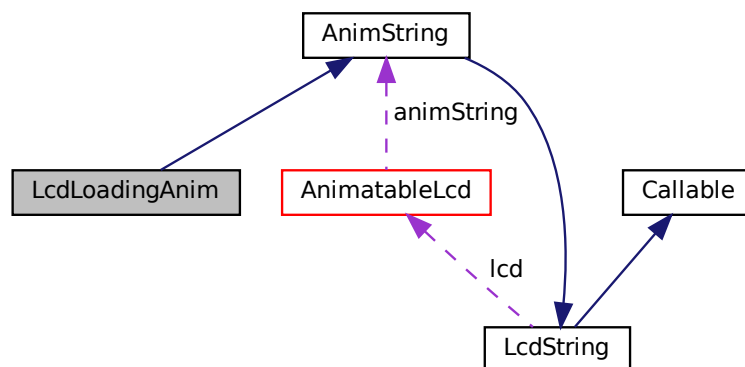 AnimString
animString
LcdLoadingAnim
AnimatableLcd
Callable
lcd
LcdString